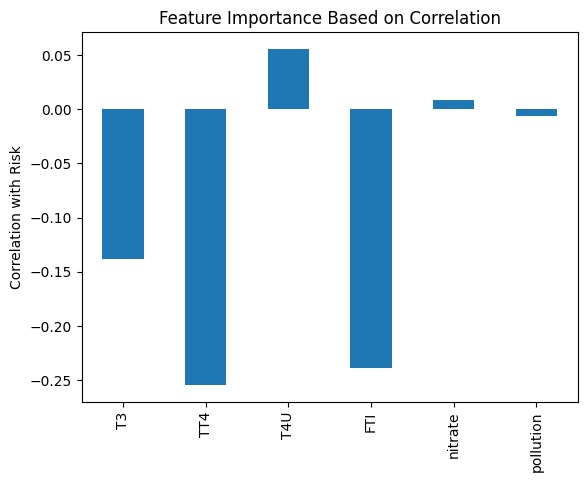 Feature Importance Based on Correlation
Correlation with Risk
0.05
0.00
−0.05
−0.10
−0.15
−0.20
−0.25
T3
TT4
T4U
FTI
nitrate
pollution